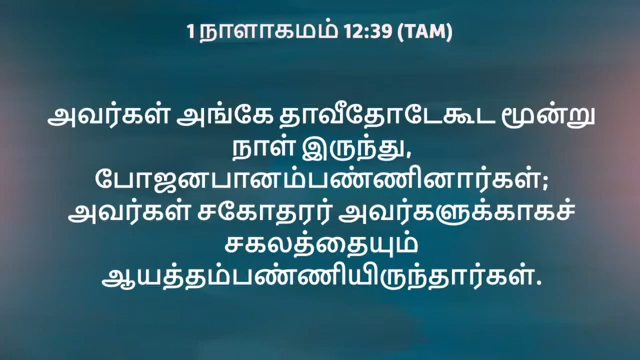 1 நாளாகமம் 12:39 (TAM)
அவர்கள் அங்கே தாவீதோடேகூட மூன்று
நாள் இருந்து,
போஜனபானம்பண்ணினார்கள்;
அவர்கள் சகோதரர் அவர்களுக்காகச்
சகலத்தையும்
ஆயத்தம்பண்ணியிருந்தார்கள்.